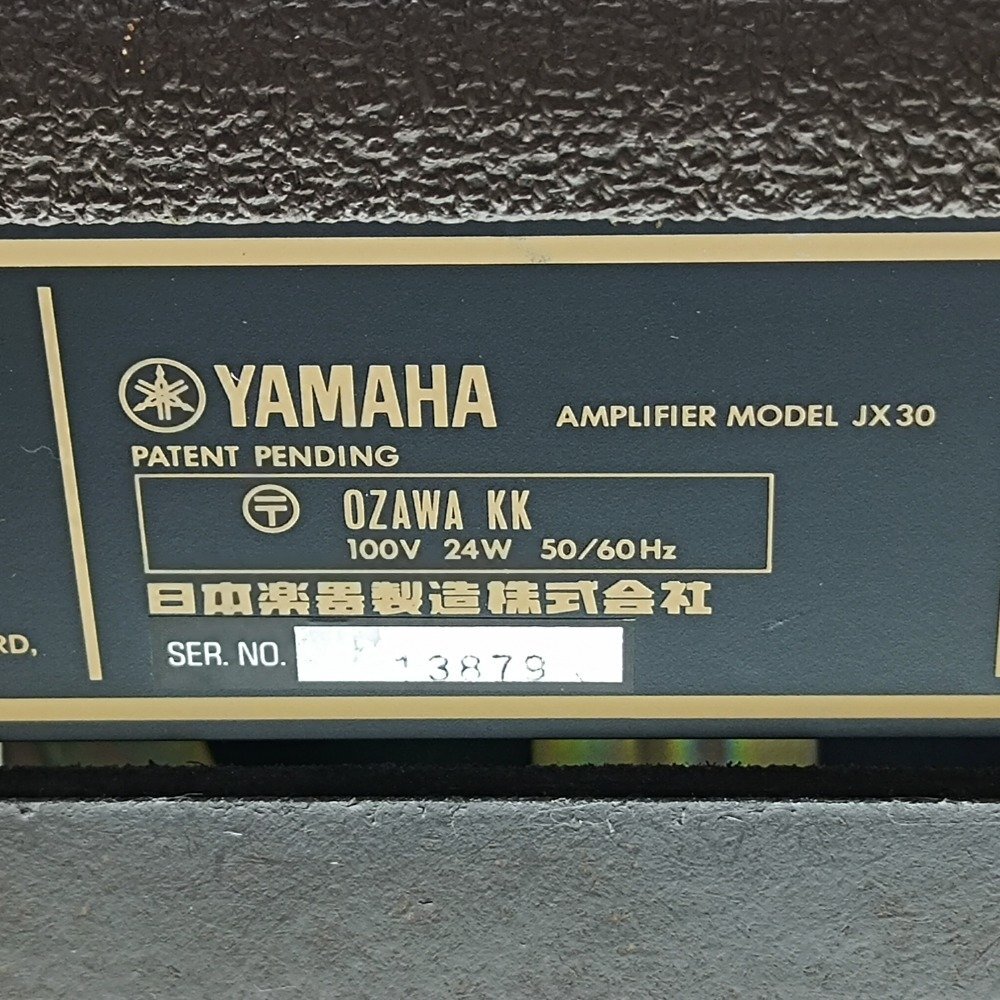 YAMAHA AMPLIFIER MODEL JX30
PATENT PENDING
〒 OZAWA KK
100V 24W 50/60Hz
日本楽器製造株式会社
SER. NO. 13879
RD,